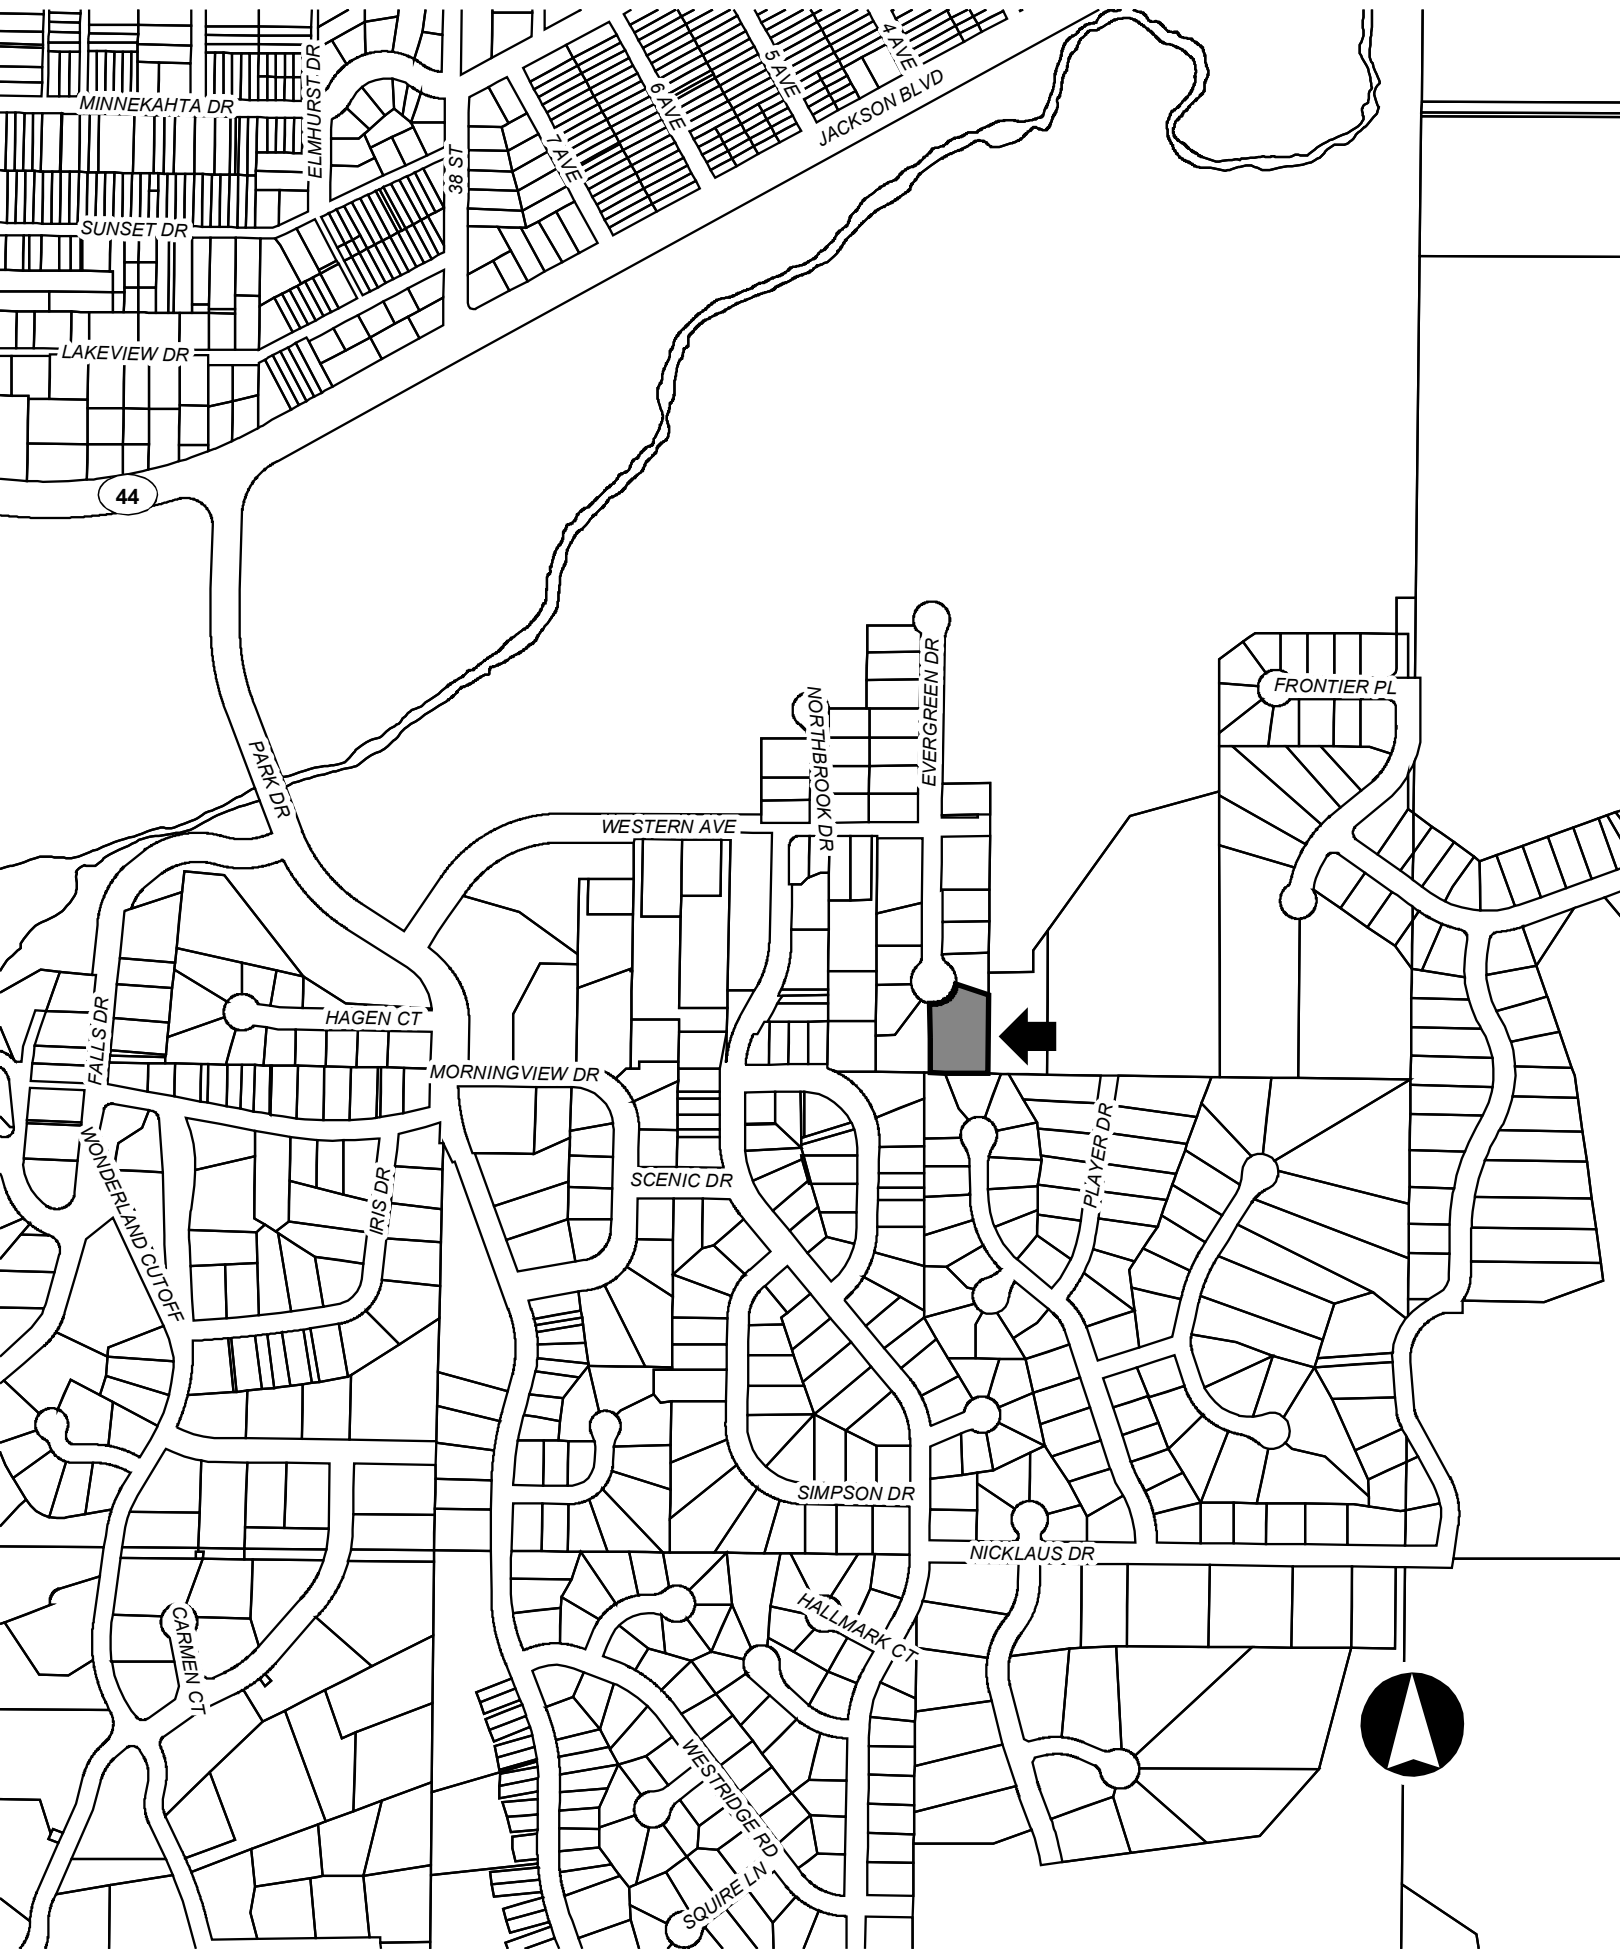 4 AVE
5 AVE
6 AVE
7 AVE
JACKSON BLVD
ELMHURST DR
MINNEKAHTA DR
38 ST
SUNSET DR
LAKEVIEW DR
44
EVERGREEN DR
NORTHBROOK DR
FRONTIER PL
PARK DR
WESTERN AVE
FALLS DR
HAGEN CT
MORNINGVIEW DR
WONDERLAND CUTOFF
IRIS DR
SCENIC DR
PLAYER DR
SIMPSON DR
NICKLAUS DR
HALLMARK CT
CARMEN CT
WESTRIDGE RD
SQUIRE LN